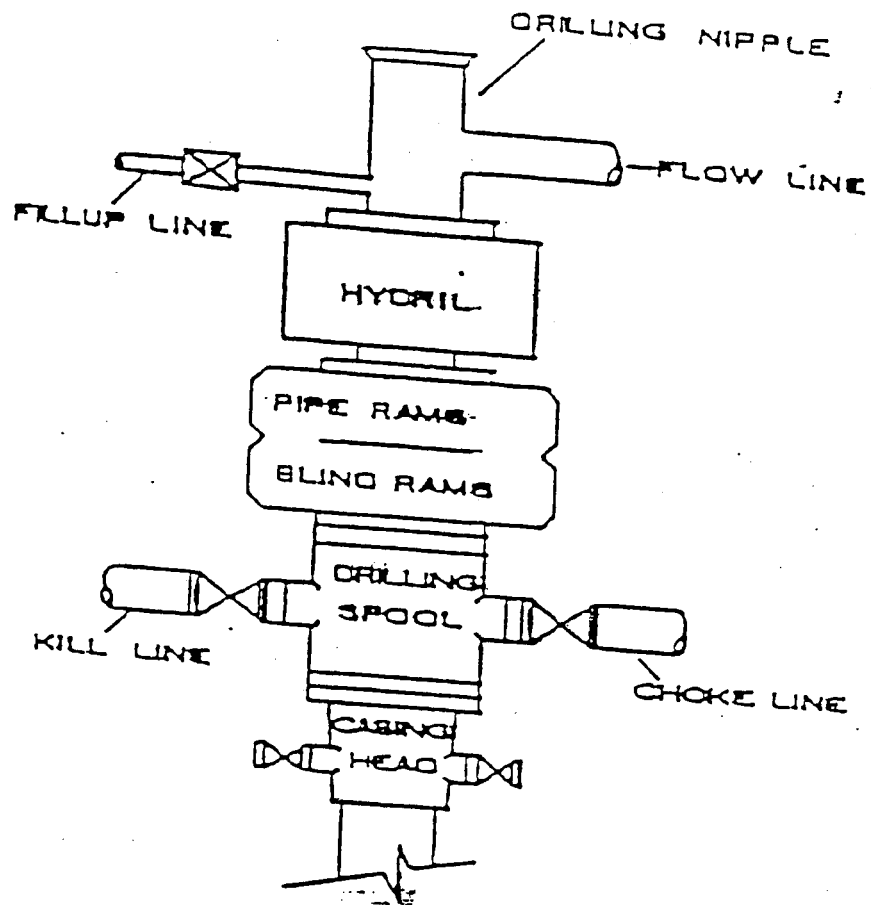 DRILLING NIPPLE
FLOW LINE
FILLUP LINE
HYDRIL
PIPE RAMS
BLIND RAMS
DRILLING
SPOOL
KILL LINE
CHOKE LINE
CASING
HEAD